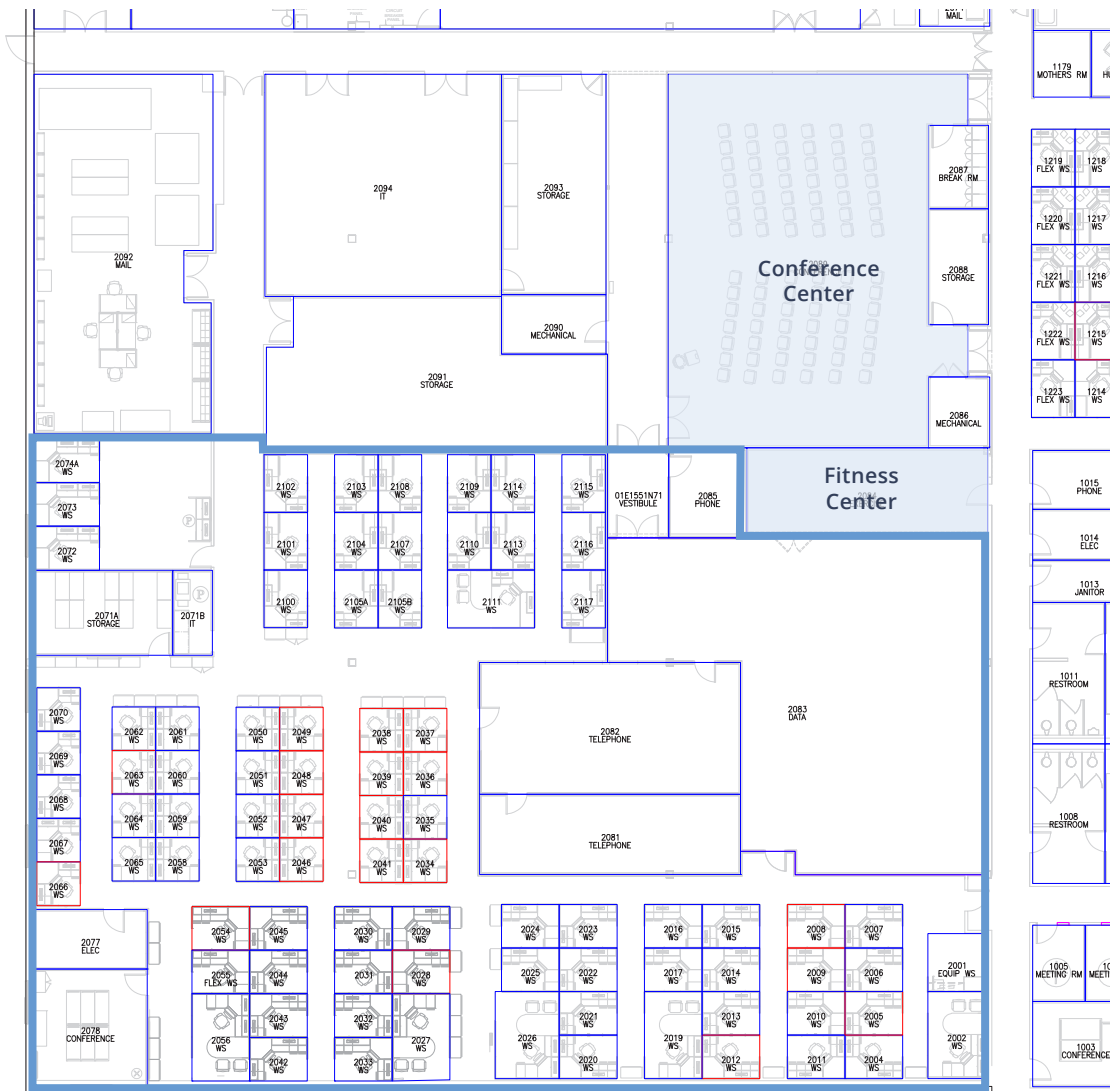 MAIL
1179
MOTHERS RM
2094
IT
2093
STORAGE
2087
BREAK RM
1219
FLEX WS
1218
WS
1220
FLEX WS
1217
WS
2092
MAIL
Conference
Center
2088
STORAGE
1221
FLEX WS
1216
WS
2090
MECHANICAL
1222
FLEX WS
1215
WS
2091
STORAGE
1223
FLEX WS
1214
WS
2086
MECHANICAL
2074A
WS
2073
WS
2072
WS
2102
WS
2103
WS
2108
WS
2109
WS
2114
WS
2115
WS
01E1551N71
VESTIBULE
2085
PHONE
Fitness
Center
1015
PHONE
2101
WS
2104
WS
2107
WS
2110
WS
2113
WS
2116
WS
1014
ELEC
1013
JANITOR
2071A
STORAGE
2071B
IT
P
P
2100
WS
2105A
WS
2105B
WS
2111
WS
2117
WS
1011
RESTROOM
2070
WS
2069
WS
2068
WS
2067
WS
2066
WS
2062
WS
2061
WS
2063
WS
2060
WS
2064
WS
2059
WS
2065
WS
2058
WS
2050
WS
2049
WS
2051
WS
2048
WS
2052
WS
2047
WS
2053
WS
2046
WS
2038
WS
2037
WS
2039
WS
2036
WS
2040
WS
2035
WS
2041
WS
2034
WS
2082
TELEPHONE
2083
DATA
2081
TELEPHONE
1008
RESTROOM
2077
ELEC
2078
CONFERENCE
2054
WS
2045
WS
2055
FLEX WS
2044
WS
2043
WS
2056
WS
2042
WS
2030
WS
2029
WS
2031
2028
WS
2032
WS
2027
WS
2033
WS
2024
WS
2023
WS
2025
WS
2022
WS
2021
WS
2026
WS
2020
WS
2016
WS
2015
WS
2017
WS
2014
WS
2013
WS
2019
WS
2012
WS
2008
WS
2007
WS
2009
WS
2006
WS
2010
WS
2005
WS
2011
WS
2004
WS
2001
EQUIP WS
2002
WS
1005
MEETING RM
1003
CONFERENCE